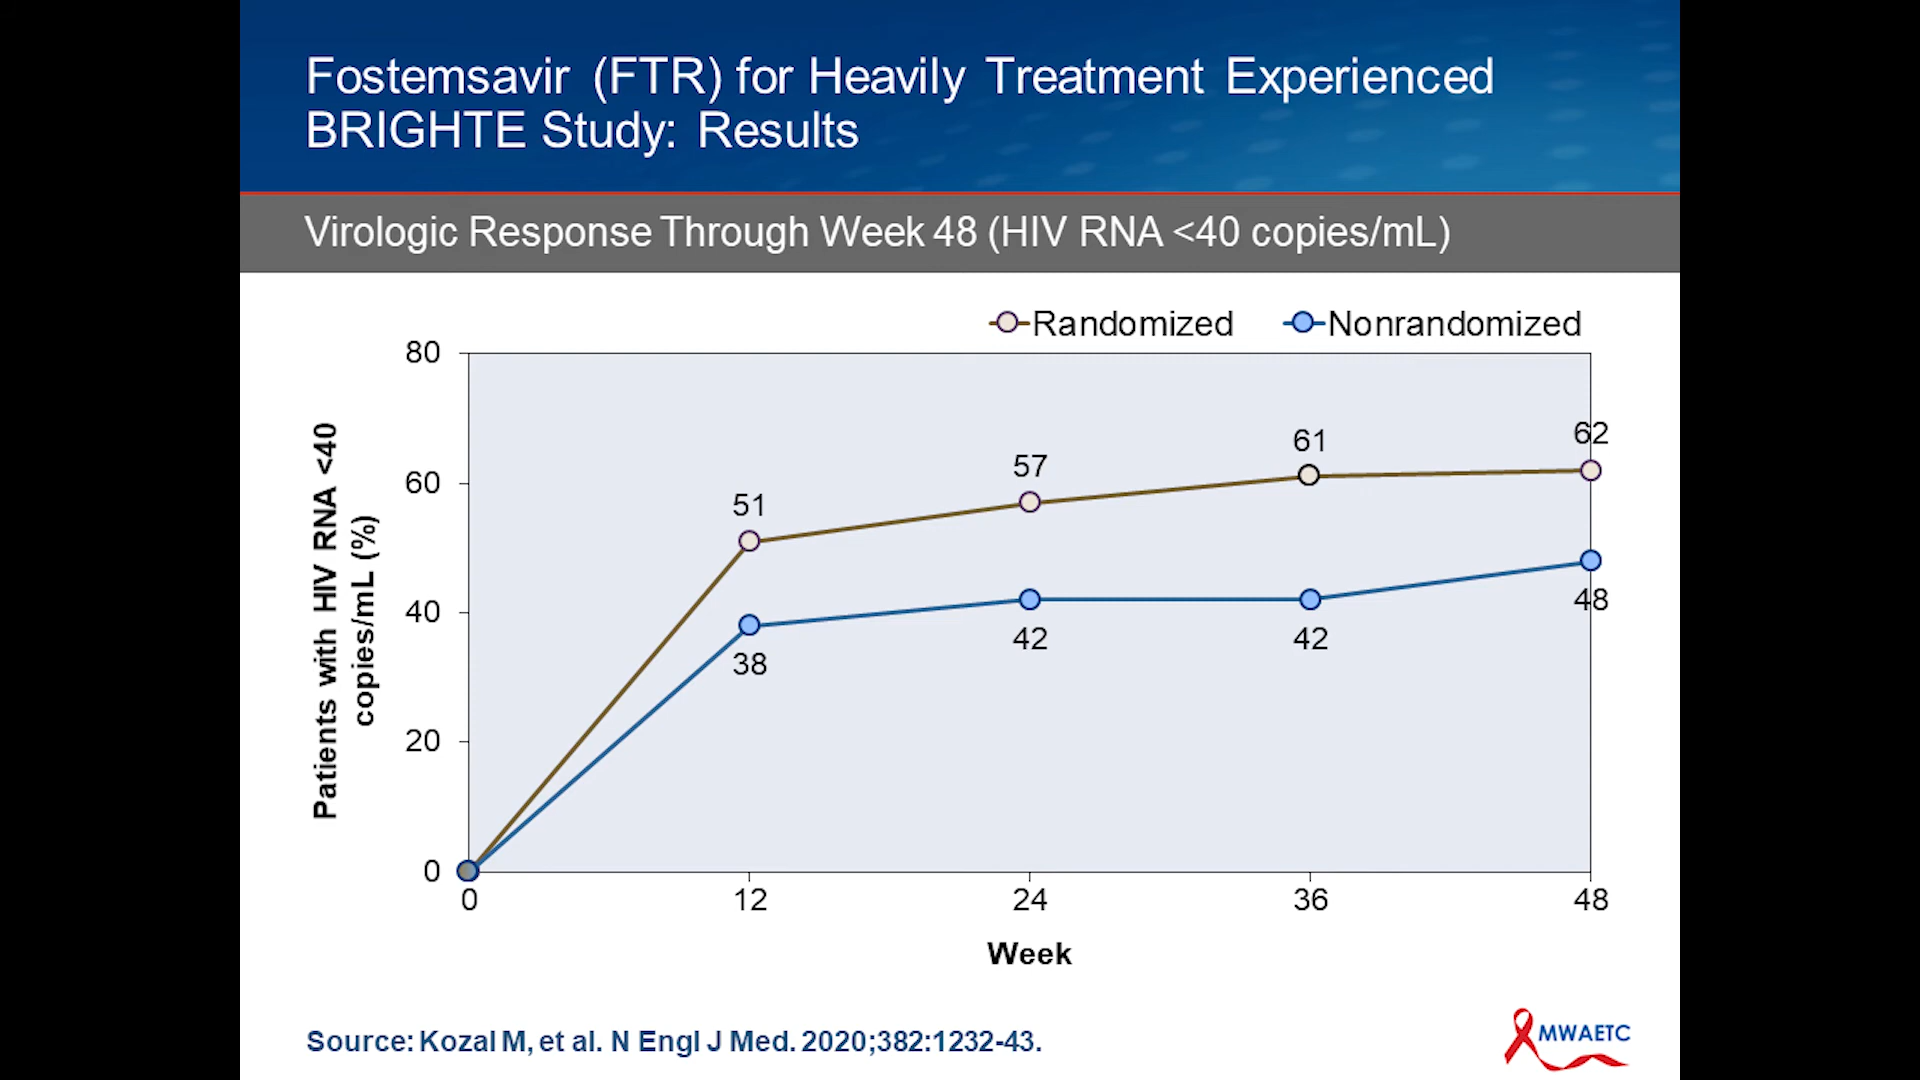 Fostemsavir (FTR) for Heavily Treatment Experienced
BRIGHTE Study: Results
Virologic Response Through Week 48 (HIV RNA <40 copies/mL)
Randomized
Nonrandomized
Patients with HIV RNA <40
copies/mL (%)
80
60
40
20
0
51
57
61
62
38
42
42
48
0
12
24
36
48
Week
Source: Kozal M, et al. N Engl J Med. 2020;382:1232-43.
MWAETC